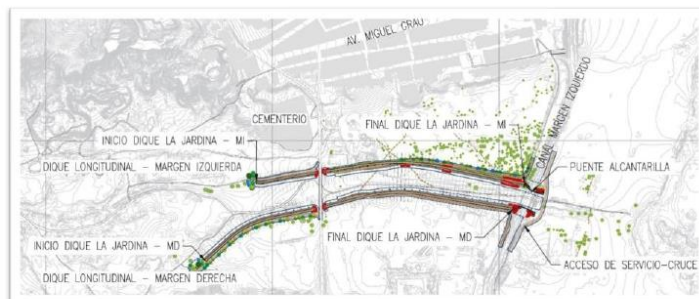 AV. MIGUEL GRAU
CEMENTERIO
FINAL DIQUE LA JARDINA - MI
CANAL MARGEN IZQUIERDO
INICIO DIQUE LA JARDINA - MI
DIQUE LONGITUDINAL - MARGEN IZQUIERDA
PUENTE ALCANTARILLA
INICIO DIQUE LA JARDINA - MD
FINAL DIQUE LA JARDINA - MD
ACCESO DE SERVICIO-CRUCE
DIQUE LONGITUDINAL - MARGEN DERECHA